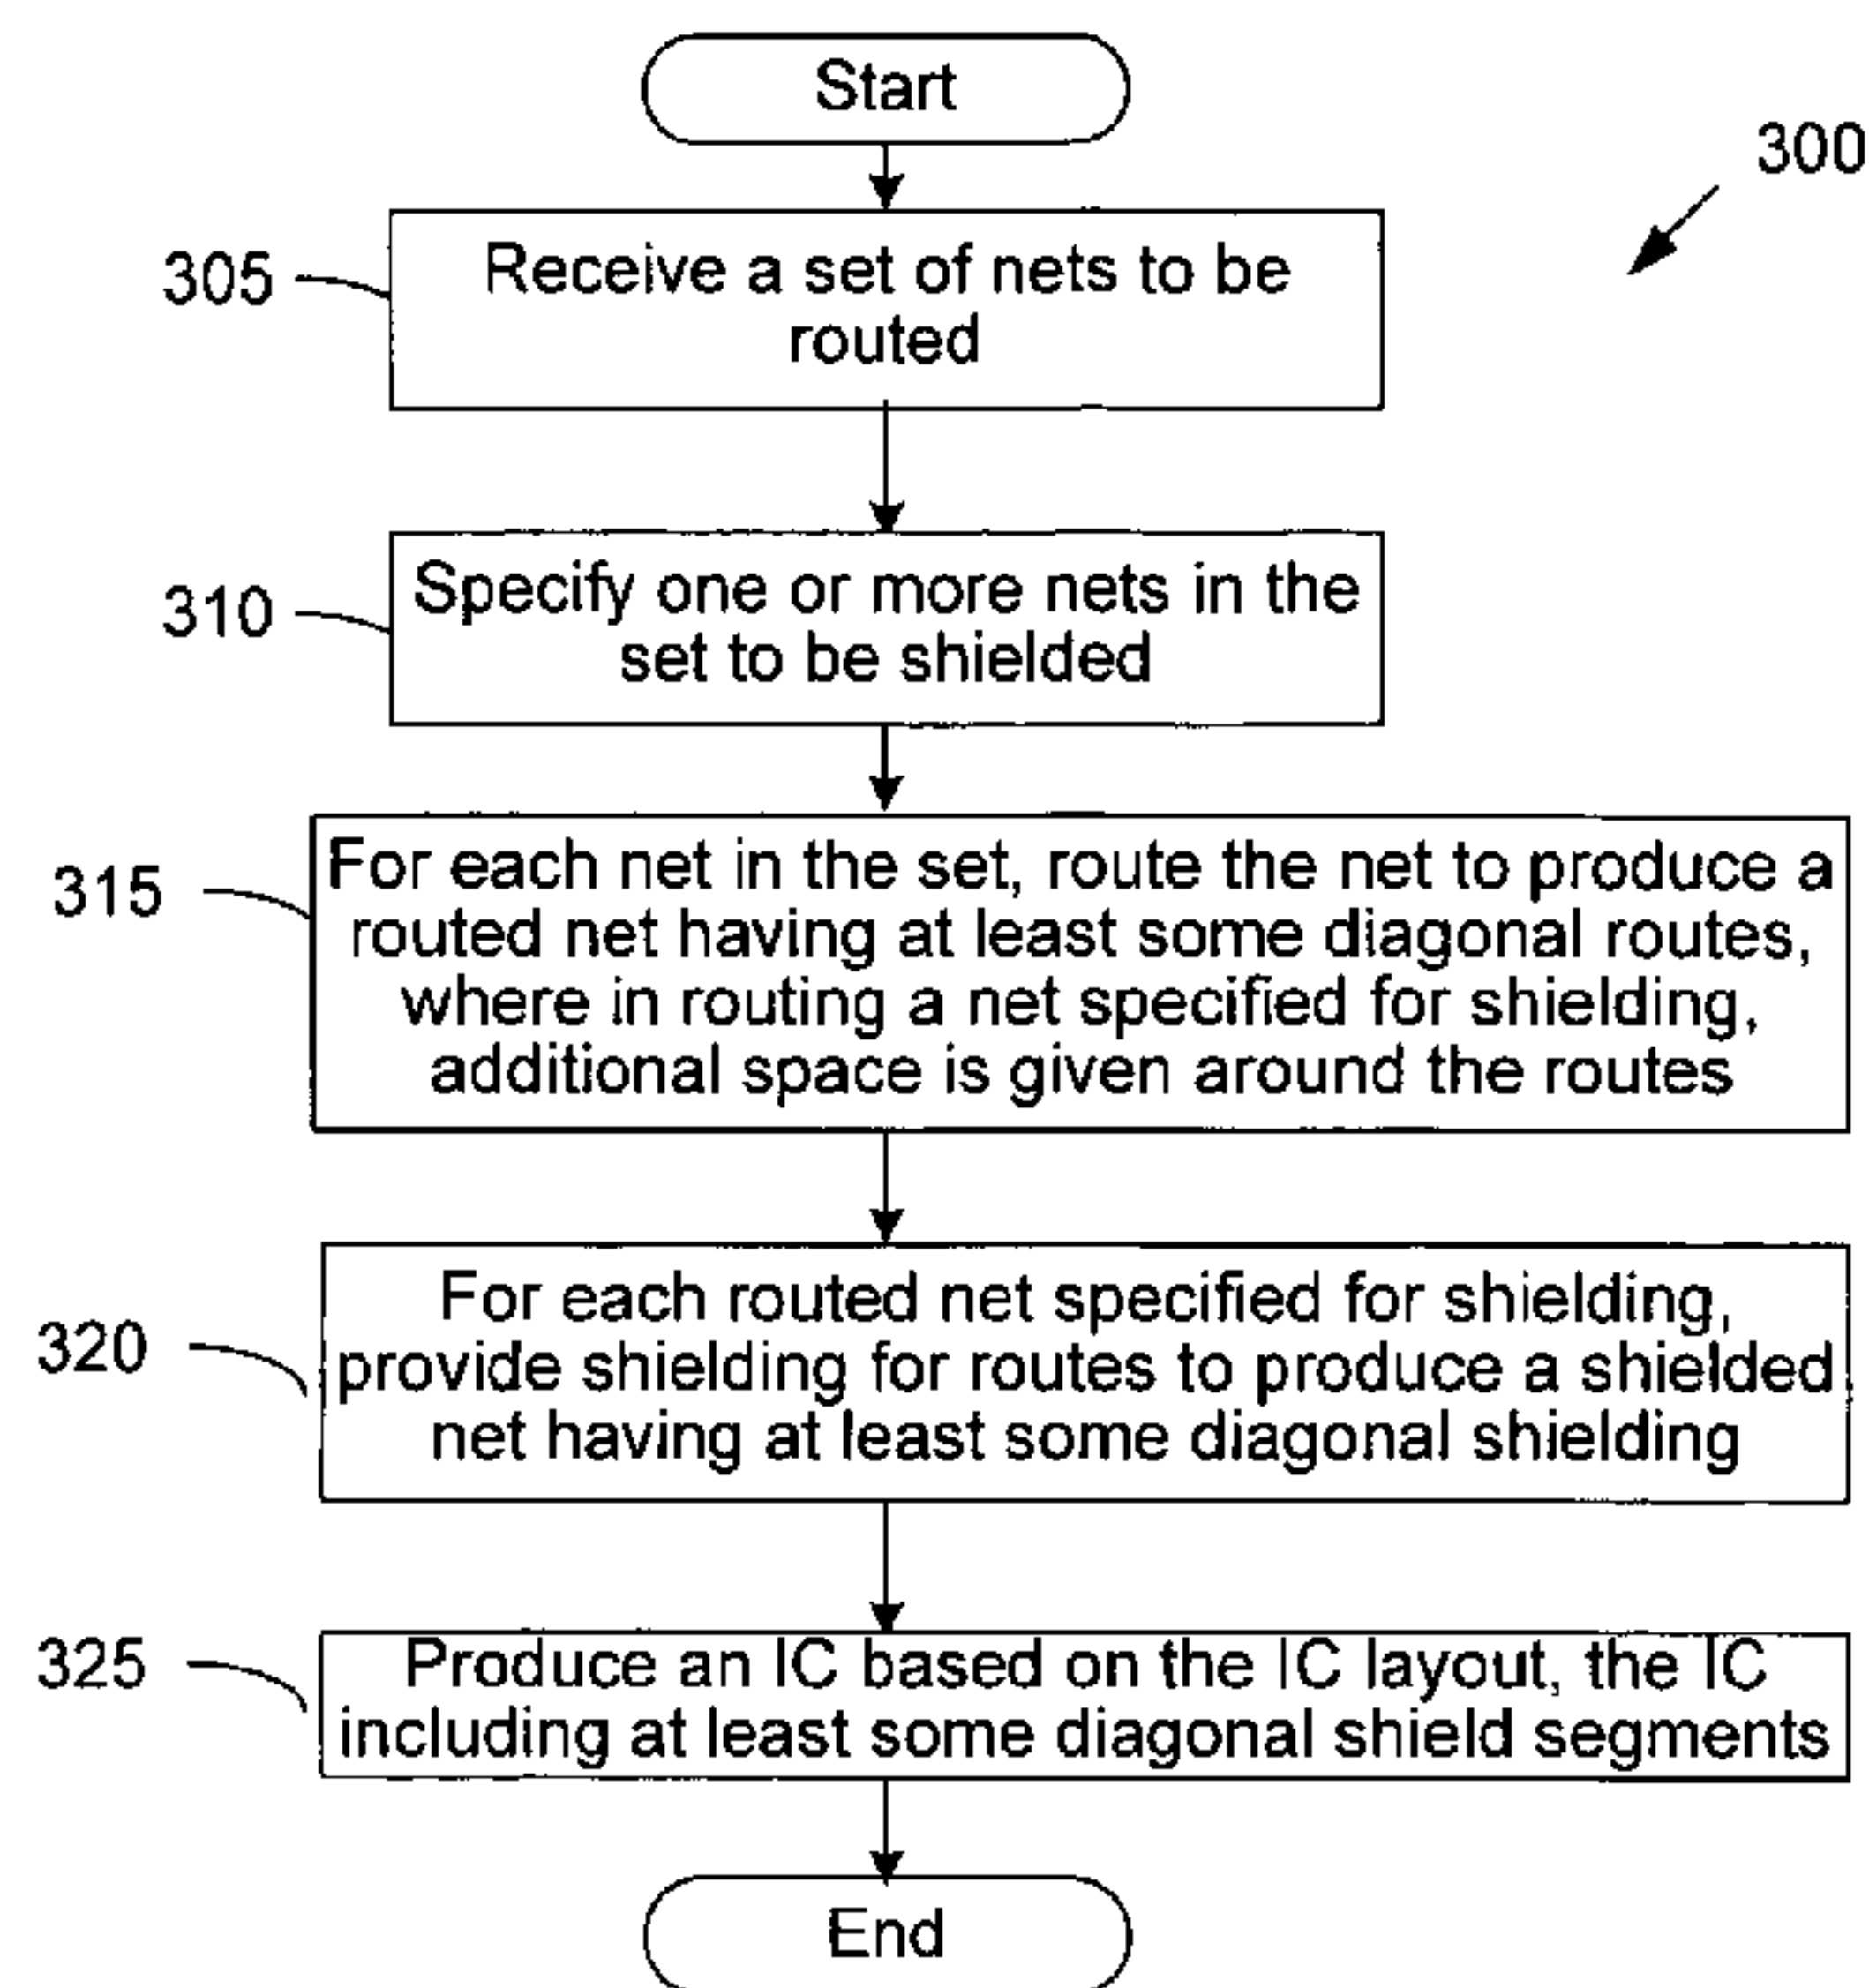 Start
300
305
Receive a set of nets to be
routed
310
Specify one or more nets in the
set to be shielded
315
For each net in the set, route the net to produce a
routed net having at least some diagonal routes,
where in routing a net specified for shielding,
additional space is given around the routes
320
For each routed net specified for shielding,
provide shielding for routes to produce a shielded
net having at least some diagonal shielding
325
Produce an IC based on the IC layout, the IC
including at least some diagonal shield segments
End